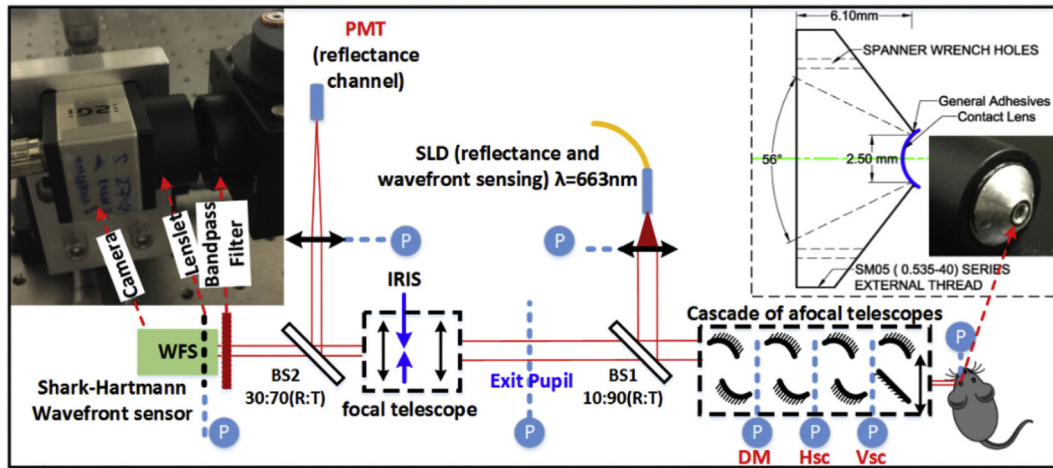 PMT
(reflectance
channel)
SLD (reflectance and
wavefront sensing) λ=663nm
6.10mm
SPANNER WRENCH HOLES
General Adhesives
Contact Lens
2.50 mm
56°
SM05 ( 0.535-40) SERIES
EXTERNAL THREAD
Camera
Lenslet
Bandpass
Filter
P
P
IRIS
WFS
BS2
30:70(R:T)
focal telescope
Exit Pupil
BS1
10:90(R:T)
Cascade of afocal telescopes
P
Shark-Hartmann
Wavefront sensor
P
P
P
P
P
DM
Hsc
Vsc